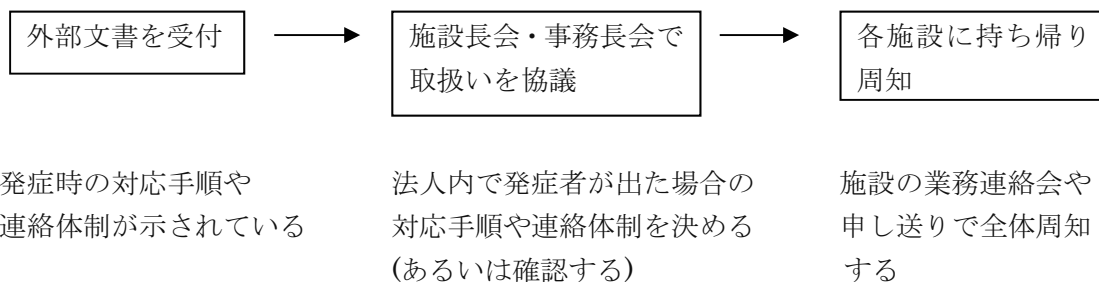 外部文書を受付
施設長会・事務長会で
取扱いを協議
各施設に持ち帰り
周知
発症時の対応手順や
連絡体制が示されている
法人内で発症者が出た場合の
対応手順や連絡体制を決める
(あるいは確認する)
施設の業務連絡会や
申し送りで全体周知
する